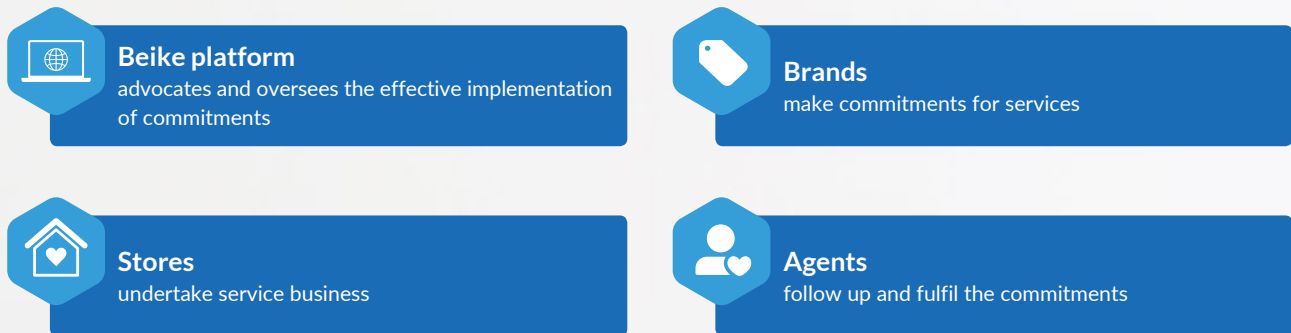 Beike platform
advocates and oversees the effective implementation
of commitments
Brands
make commitments for services
Stores
undertake service business
Agents
follow up and fulfil the commitments